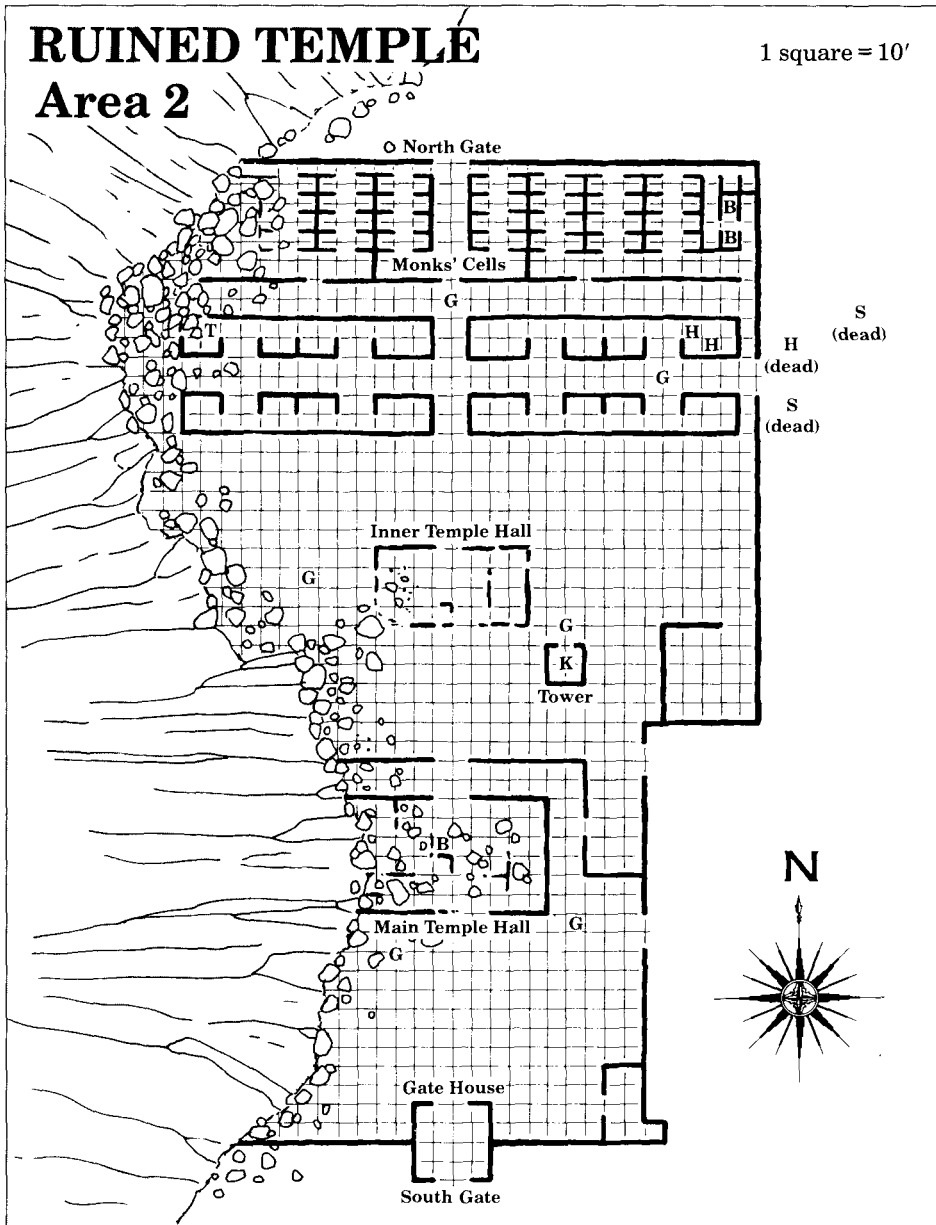 RUINED TEMPLE
Area 2
1 square = 10'
North Gate
B
B
Monks' Cells
G
S
(dead)
T
H
H
H
(dead)
G
S
(dead)
Inner Temple Hall
G
G
K
Tower
B
Main Temple Hall
G
G
N
Gate House
South Gate